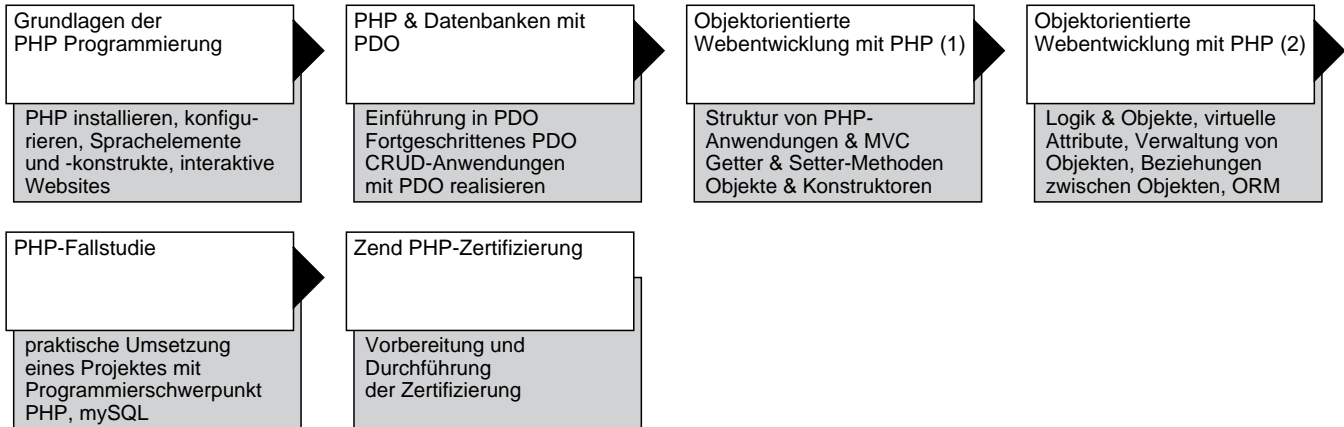 Grundlagen der
PHP Programmierung
PHP installieren, konfigu-
rieren, Sprachelemente
und -konstrukte, interaktive
Websites
PHP & Datenbanken mit
PDO
Einführung in PDO
Fortgeschrittenes PDO
CRUD-Anwendungen
mit PDO realisieren
Objektorientierte
Webentwicklung mit PHP (1)
Struktur von PHP-
Anwendungen & MVC
Getter & Setter-Methoden
Objekte & Konstruktoren
Objektorientierte
Webentwicklung mit PHP (2)
Logik & Objekte, virtuelle
Attribute, Verwaltung von
Objekten, Beziehungen
zwischen Objekten, ORM
PHP-Fallstudie
praktische Umsetzung
eines Projektes mit
Programmierschwerpunkt
PHP, mySQL
Zend PHP-Zertifizierung
Vorbereitung und
Durchführung
der Zertifizierung